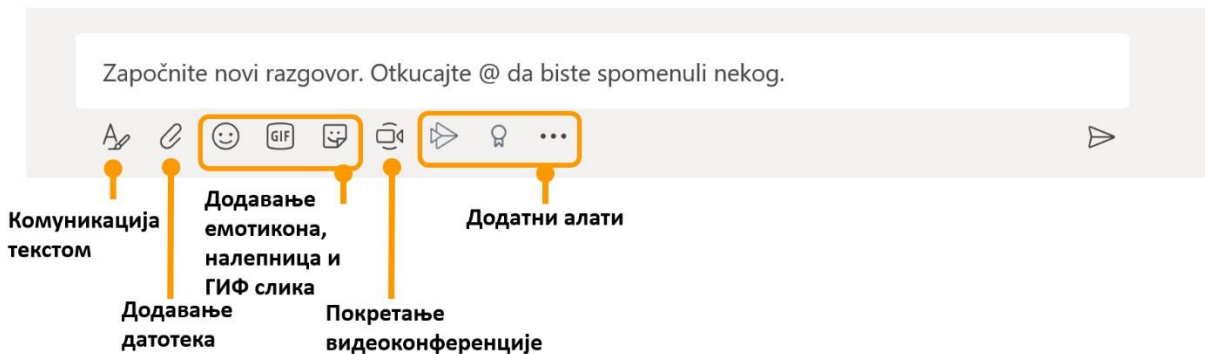 Započnite novi razgovor. Otkucajte @ da biste spomenuli nekog.
GIF
Комуникација
текстом
Додавање
датотека
Додавање
емотикона,
налепница и
ГИФ слика
Покретање
видеоконференције
Додатни алати